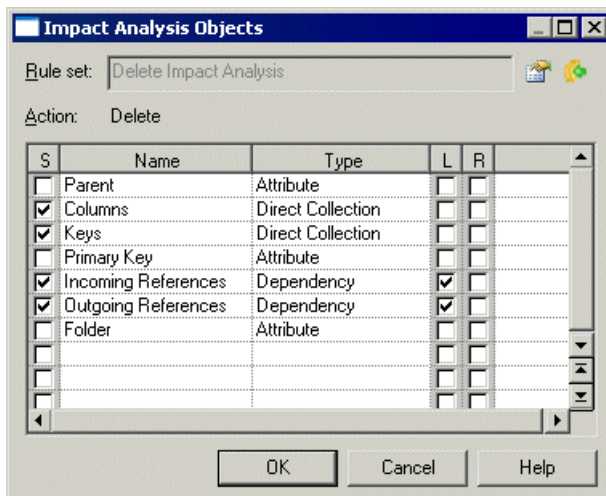 Impact Analysis Objects
Rule set: Delete Impact Analysis
Action: Delete
S Name Type L R
Parent Attribute
Columns Direct Collection
Keys Direct Collection
Primary Key Attribute
Incoming References Dependency
Outgoing References Dependency
Folder Attribute
OK Cancel Help